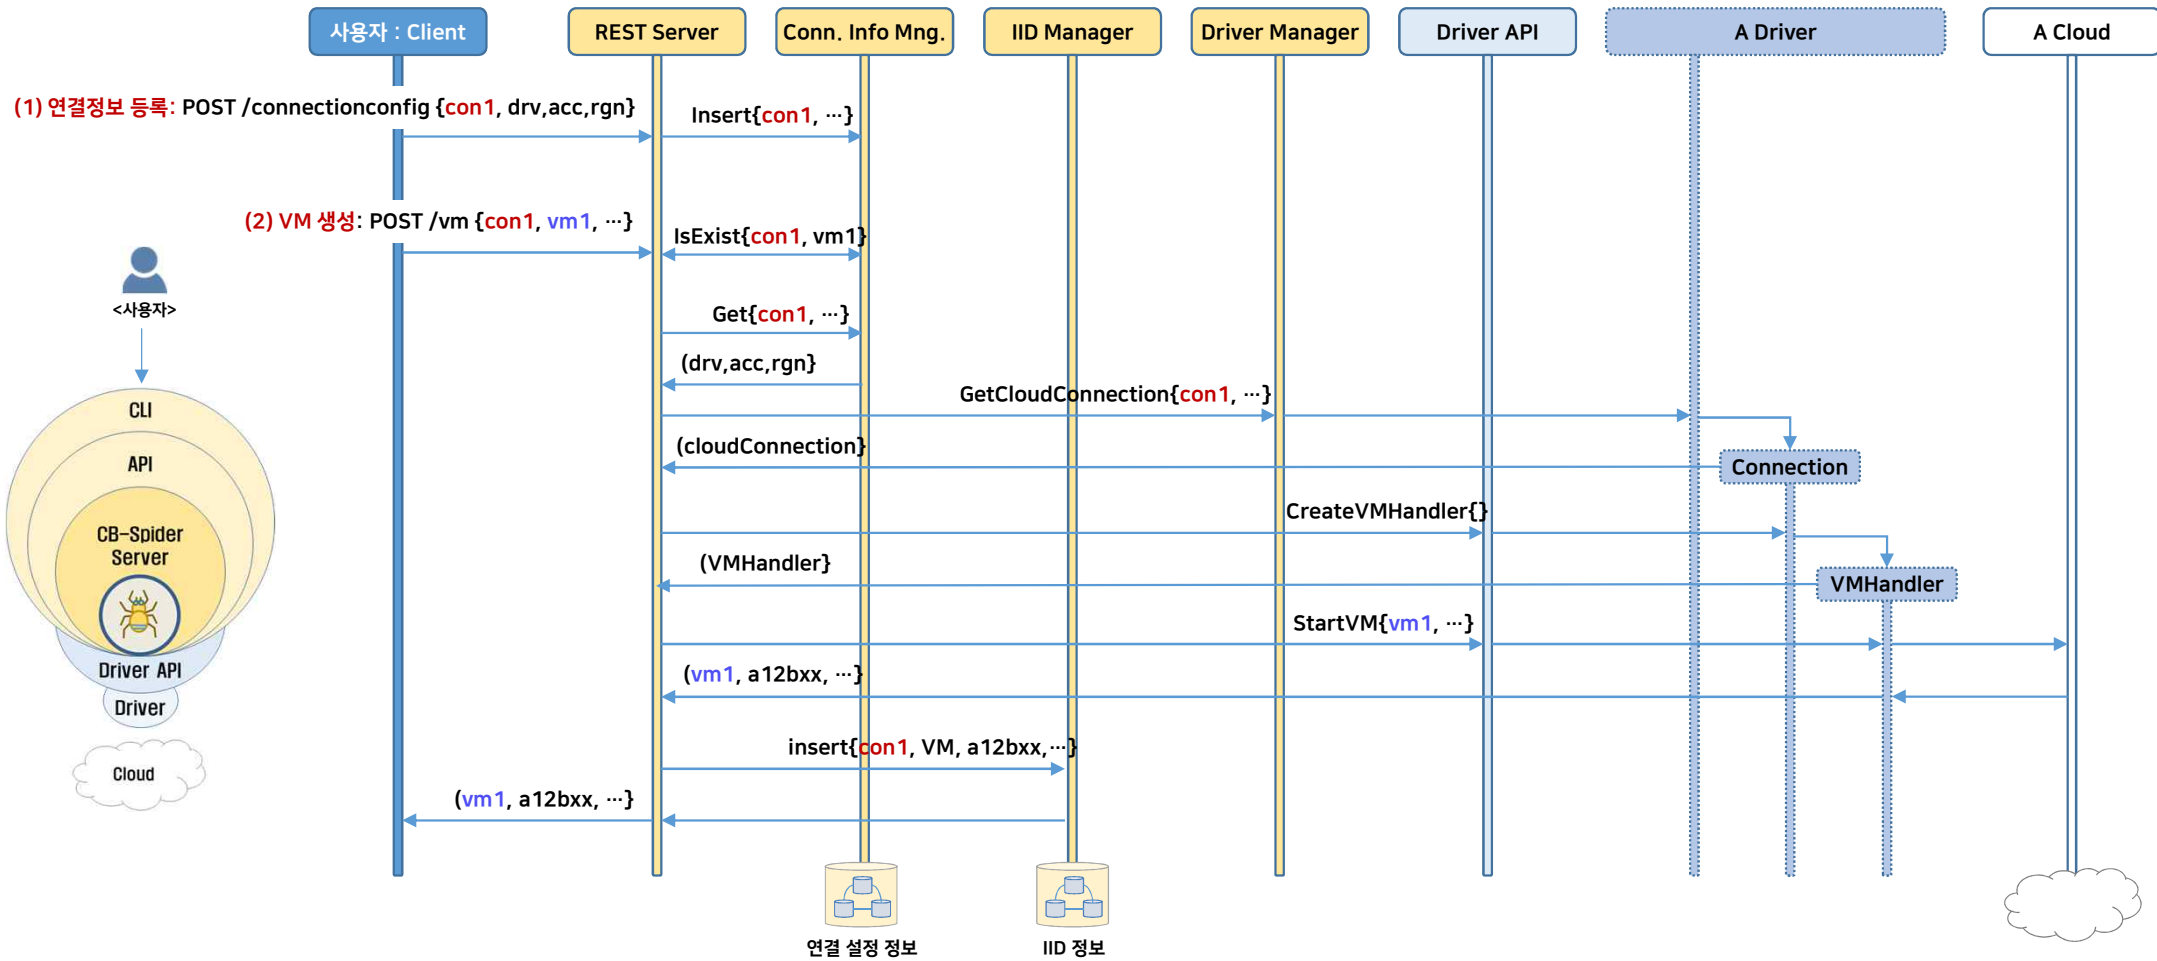 사용자 : Client
REST Server
Conn. Info Mng.
IID Manager
Driver Manager
Driver API
A Driver
A Cloud
(1) 연결정보 등록: POST /connectionconfig {con1, drv,acc,rgn}
Insert{con1, ···}
(2) VM 생성: POST /vm {con1, vm1, ···}
IsExist{con1, vm1}
Get{con1, ···}
(drv,acc,rgn}
GetCloudConnection{con1, ···}
(cloudConnection}
Connection
CreateVMHandler{}
(VMHandler}
VMHandler
StartVM{vm1, ···}
(vm1, a12bxx, ···}
insert{con1, VM, a12bxx,···}
(vm1, a12bxx, ···}
연결 설정 정보
IID 정보
<사용자>
CLI
API
CB-Spider
Server
Driver API
Driver
Cloud